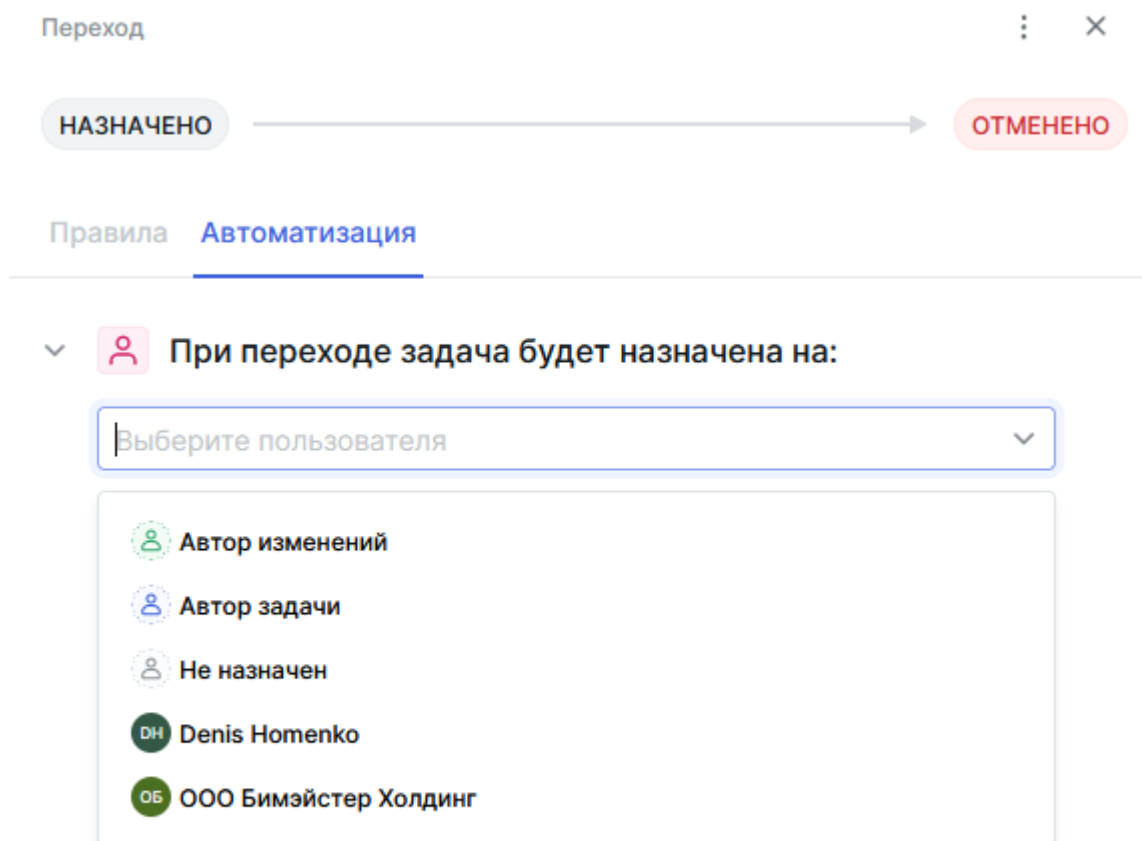 Переход
НАЗНАЧЕНО
ОТМЕНЕНО
Правила Автоматизация
При переходе задача будет назначена на:
Выберите пользователя
Автор изменений
Автор задачи
Не назначен
DH Denis Homenko
ОБ ООО Бимэйстер Холдинг